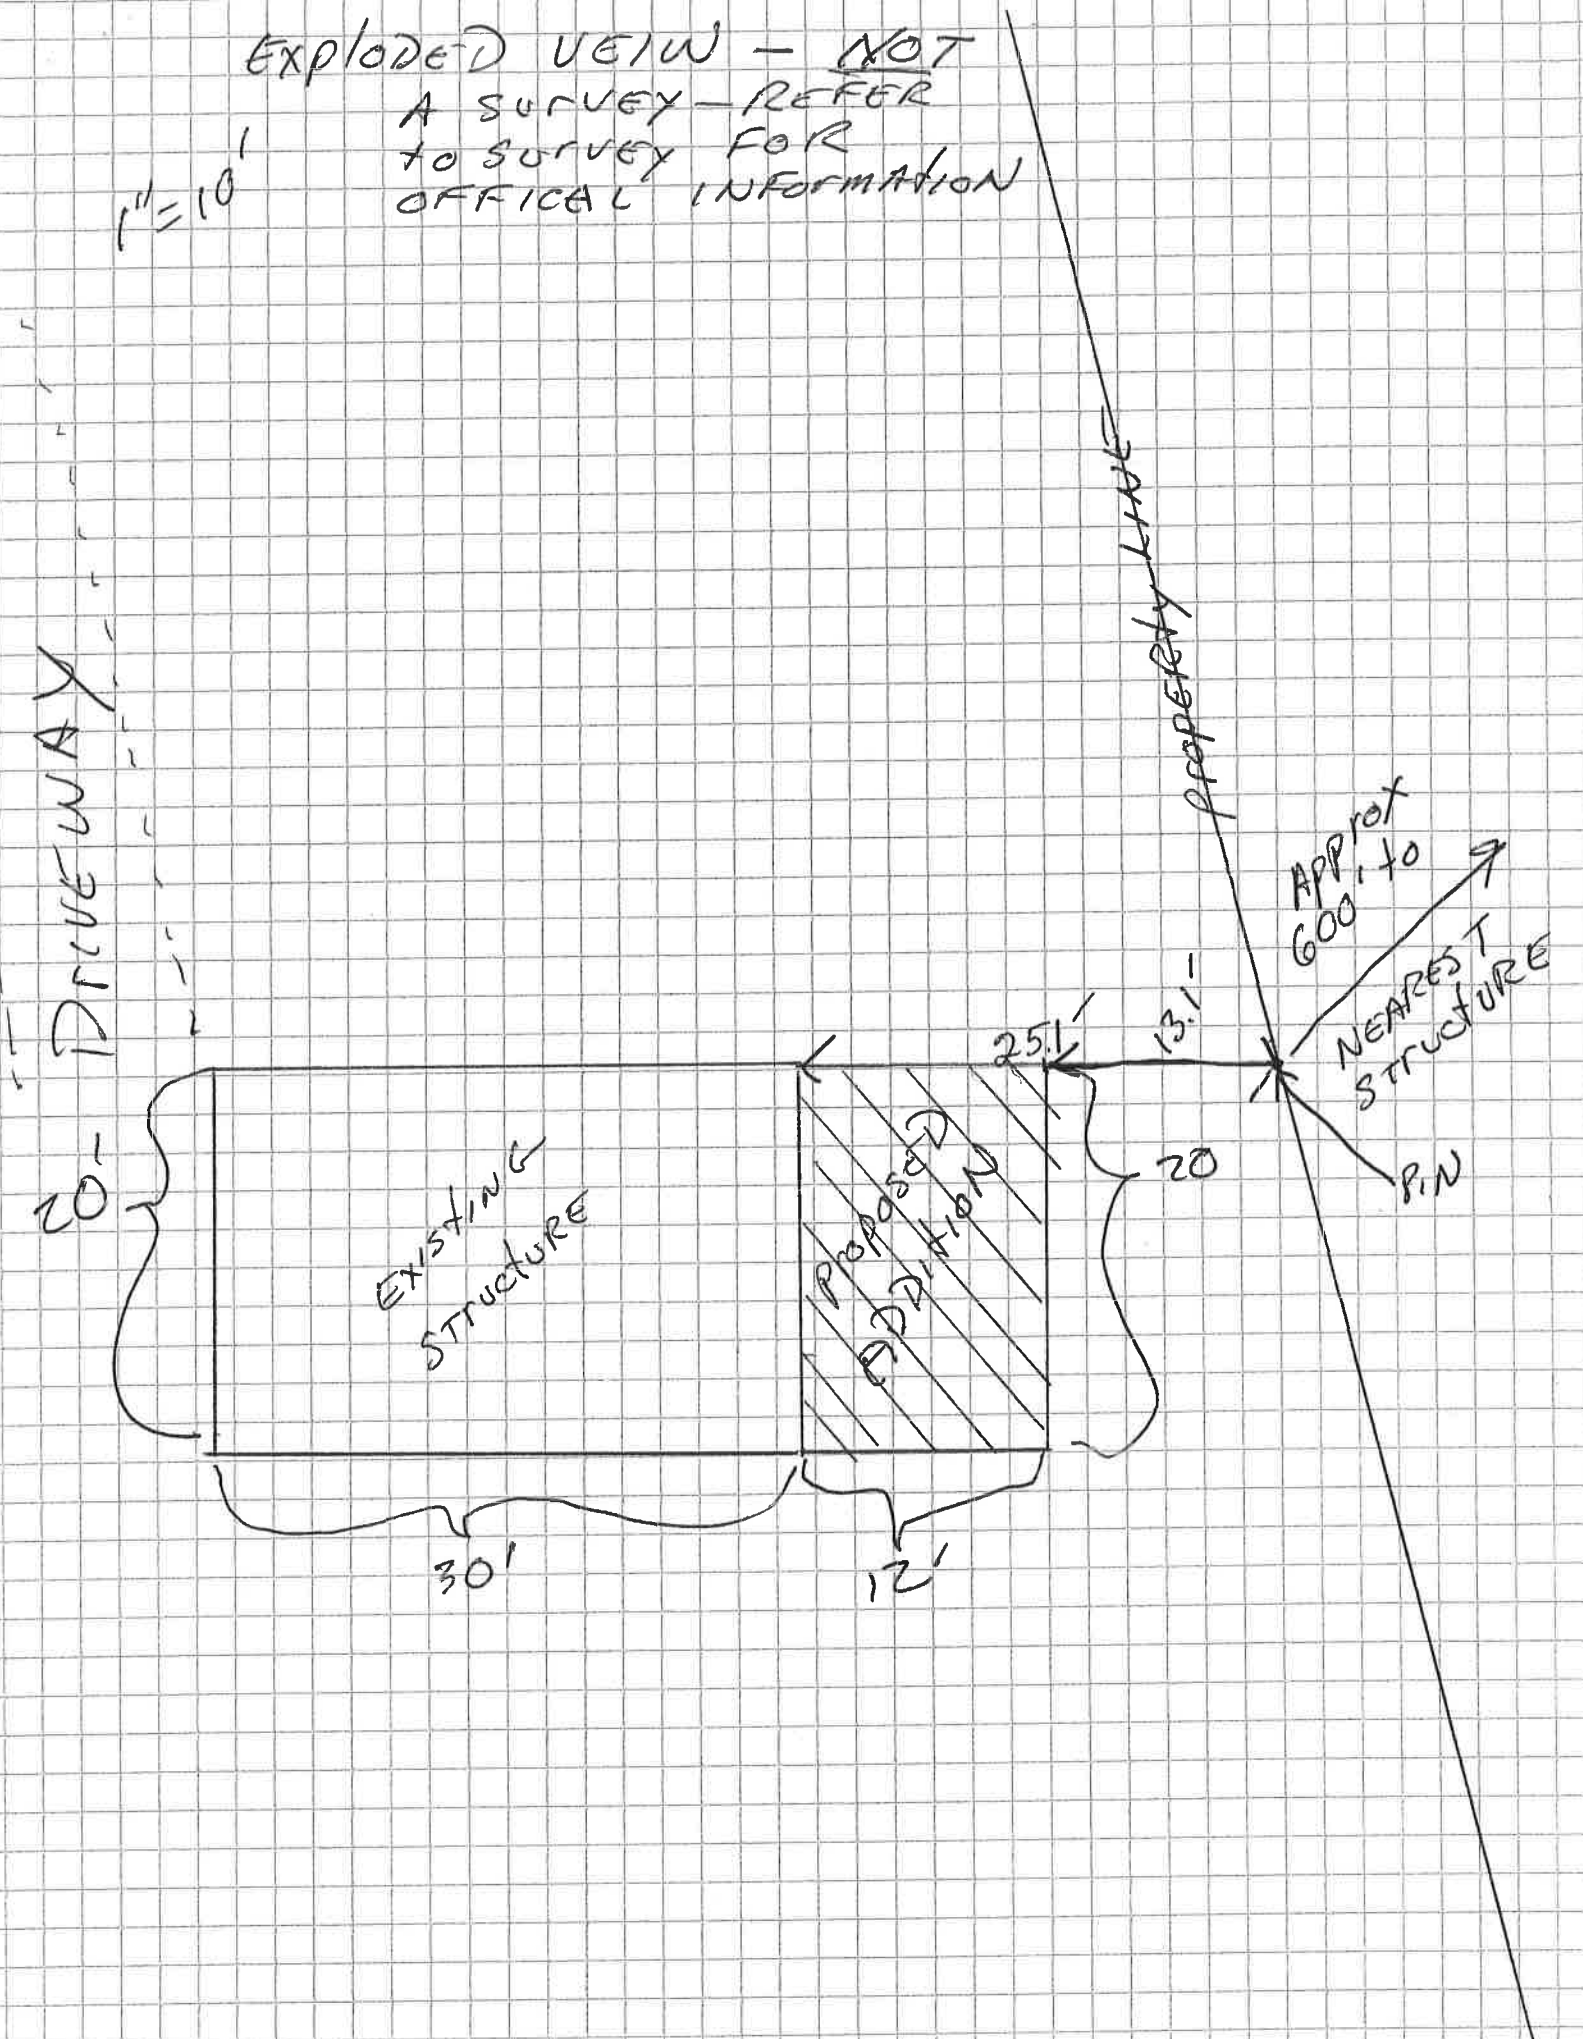 EXPLODED VEIW — NOT
A SURVEY — REFER
to SURVEY FOR
OFFICAL INFORMATION
1"=10'
PROPERTY LINE
DRIVEWAY
APPROX
600' to
NEAREST
STRUCTURE
25.1'
13.1'
PIN
20'
EXISTING
STRUCTURE
PROPOSED
ADDITION
20
30'
12'